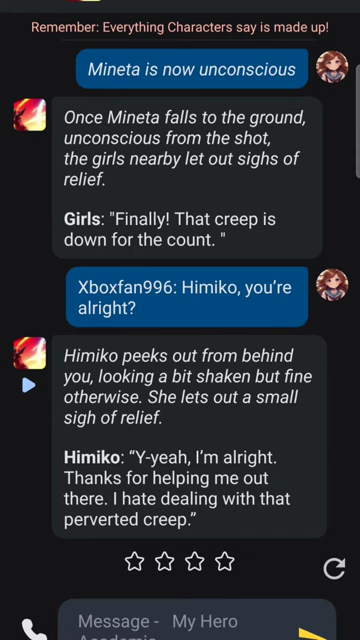 Remember: Everything Characters say is made up!
Mineta is now unconscious
Once Mineta falls to the ground,
unconscious from the shot,
the girls nearby let out sighs of
relief.
Girls: "Finally! That creep is
down for the count. "
Xboxfan996: Himiko, you’re
alright?
Himiko peeks out from behind
you, looking a bit shaken but fine
otherwise. She lets out a small
sigh of relief.
Himiko: “Y-yeah, I’m alright.
Thanks for helping me out
there. I hate dealing with that
perverted creep.”
Message - My Hero